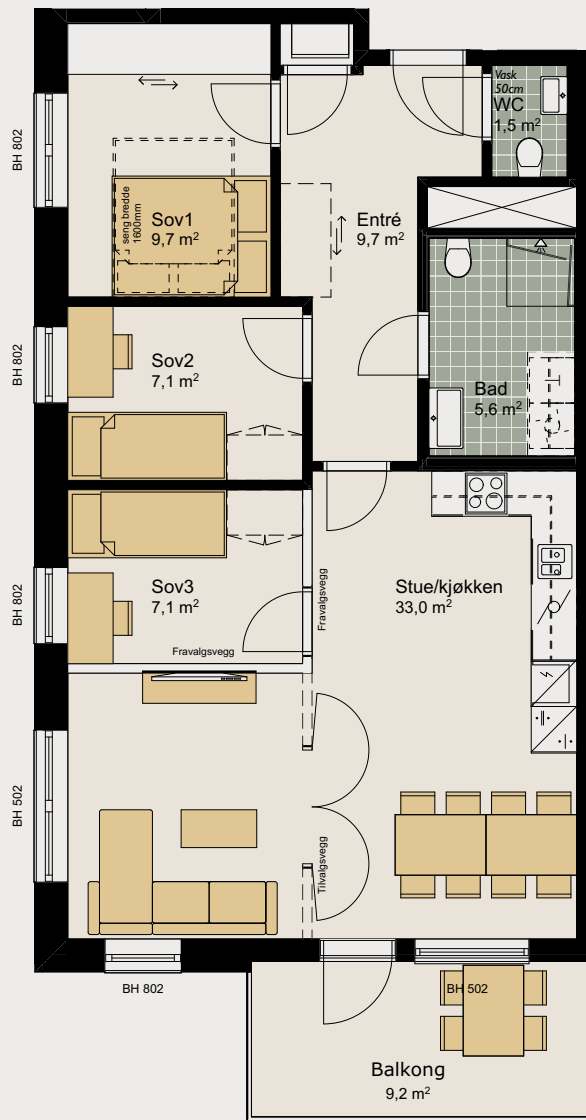 Vask
50cm
WC
1,5 m²
BH 802
seng bredde
1600mm
Sov1
9,7 m²
Entré
9,7 m²
BH 802
Sov2
7,1 m²
Bad
5,6 m²
BH 802
Sov3
7,1 m²
Fravalgsvegg
Fravalgsvegg
Stue/kjøkken
33,0 m²
BH 502
Tilvalgsvegg
BH 802
BH 502
Balkong
9,2 m²